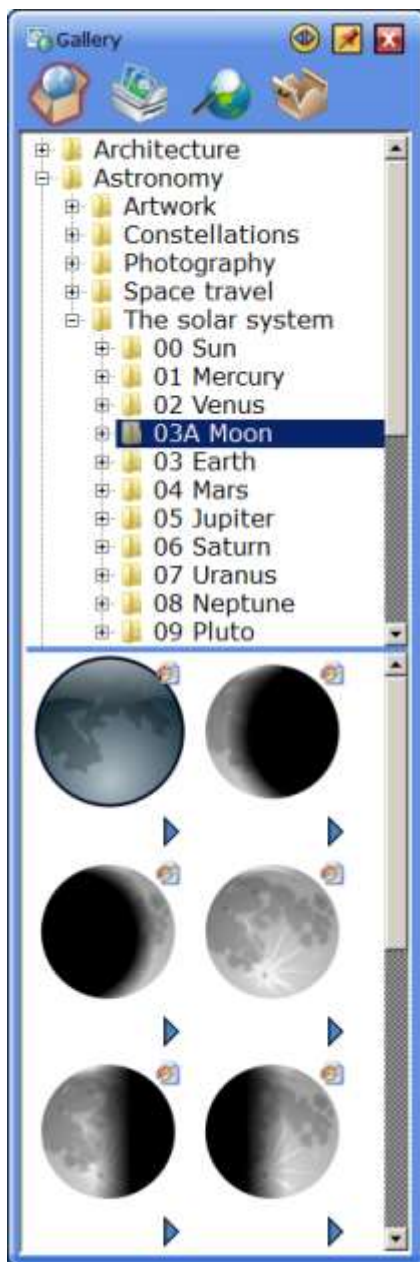 Gallery
Architecture
Astronomy
Artwork
Constellations
Photography
Space travel
The solar system
00 Sun
01 Mercury
02 Venus
03A Moon
03 Earth
04 Mars
05 Jupiter
06 Saturn
07 Uranus
08 Neptune
09 Pluto